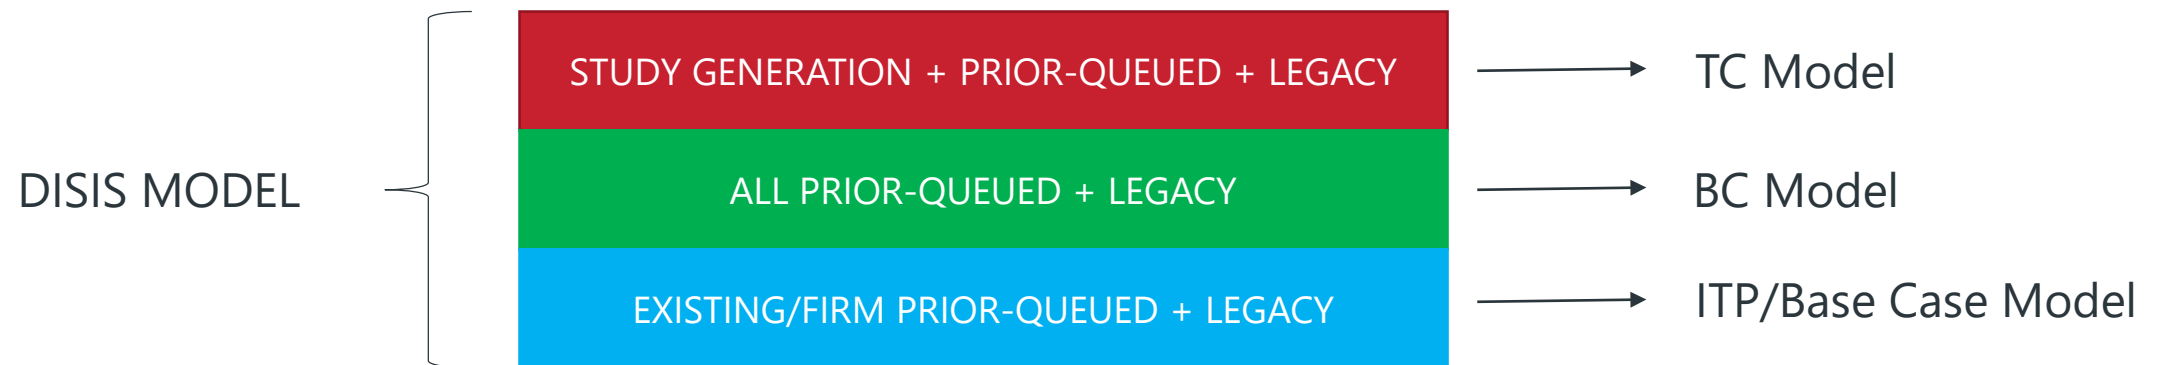 STUDY GENERATION + PRIOR-QUEUED + LEGACY
TC Model
DISIS MODEL
ALL PRIOR-QUEUED + LEGACY
BC Model
EXISTING/FIRM PRIOR-QUEUED + LEGACY
ITP/Base Case Model